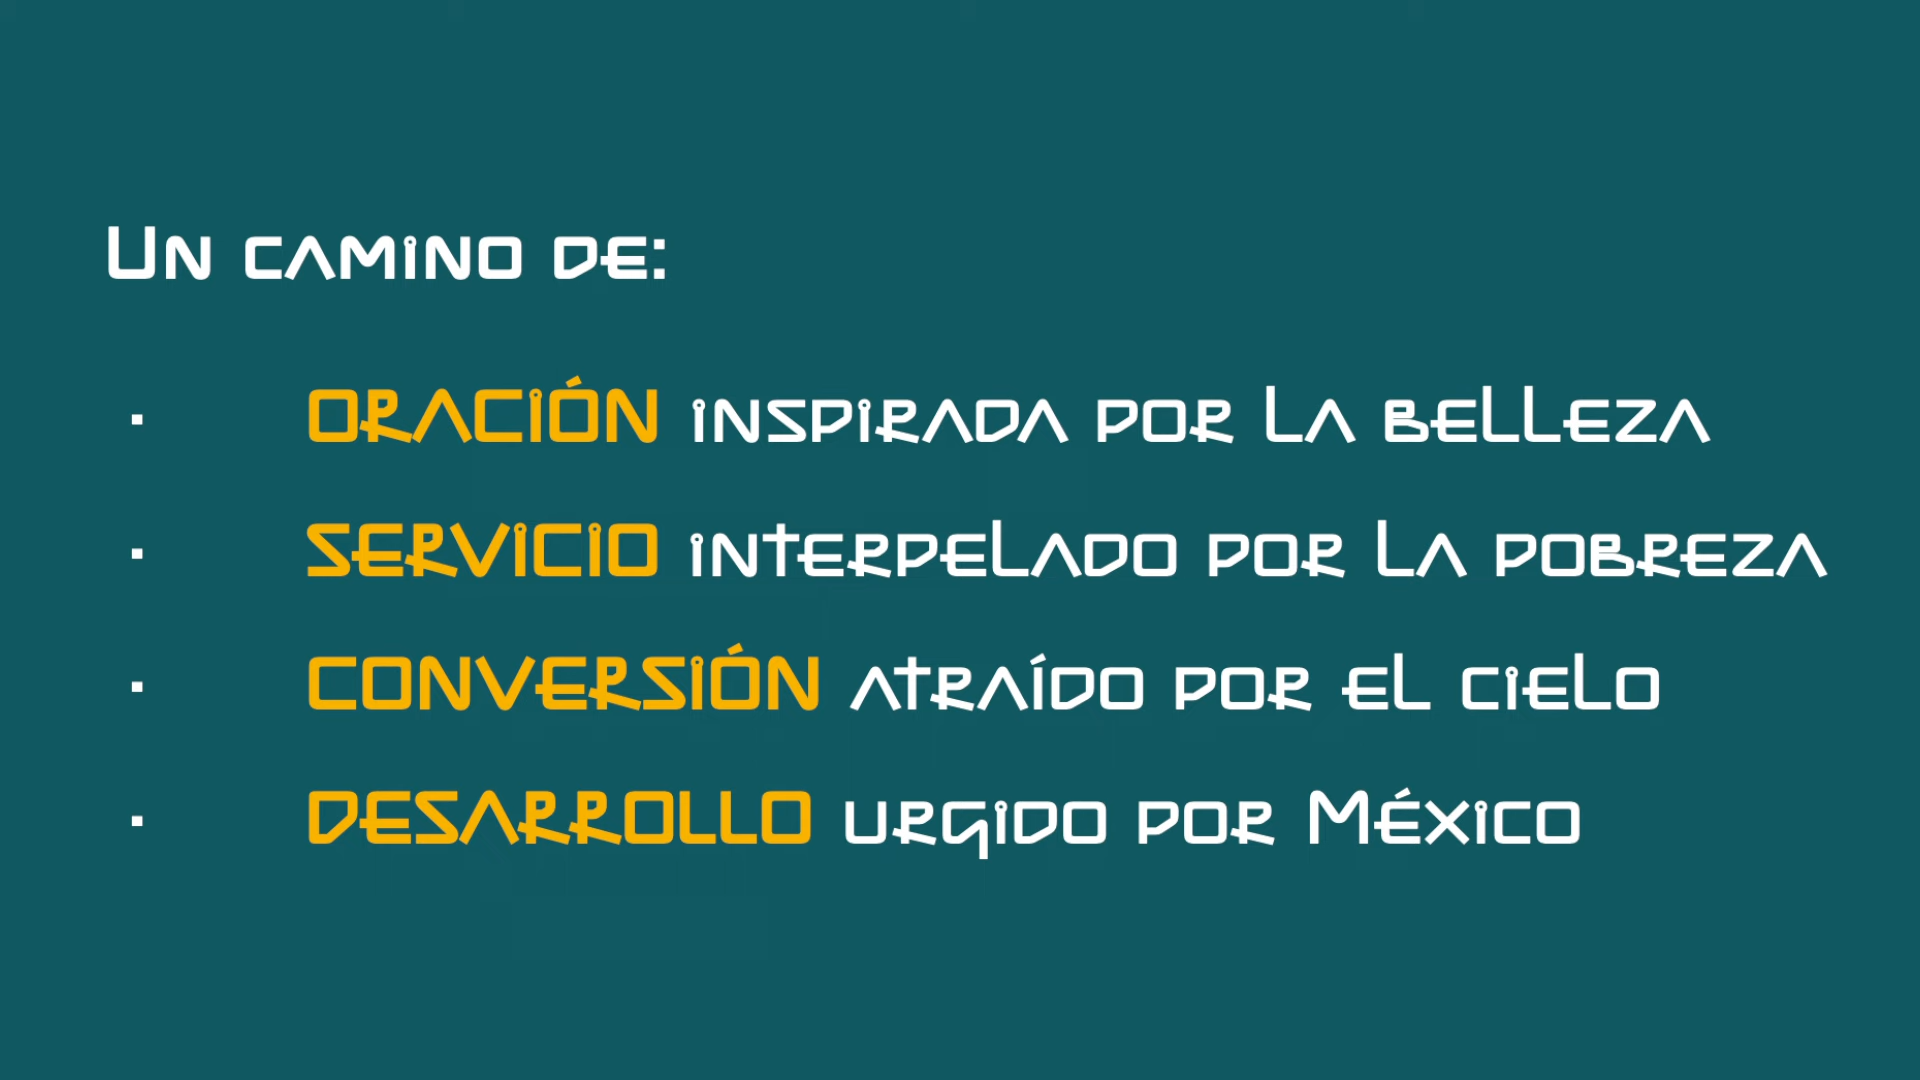 Un camino de:
· ORACIÓN inspirada por la belleza
· SERVICIO interpelado por la pobreza
· CONVERSIÓN atraído por el cielo
· DESARROLLO urgido por México